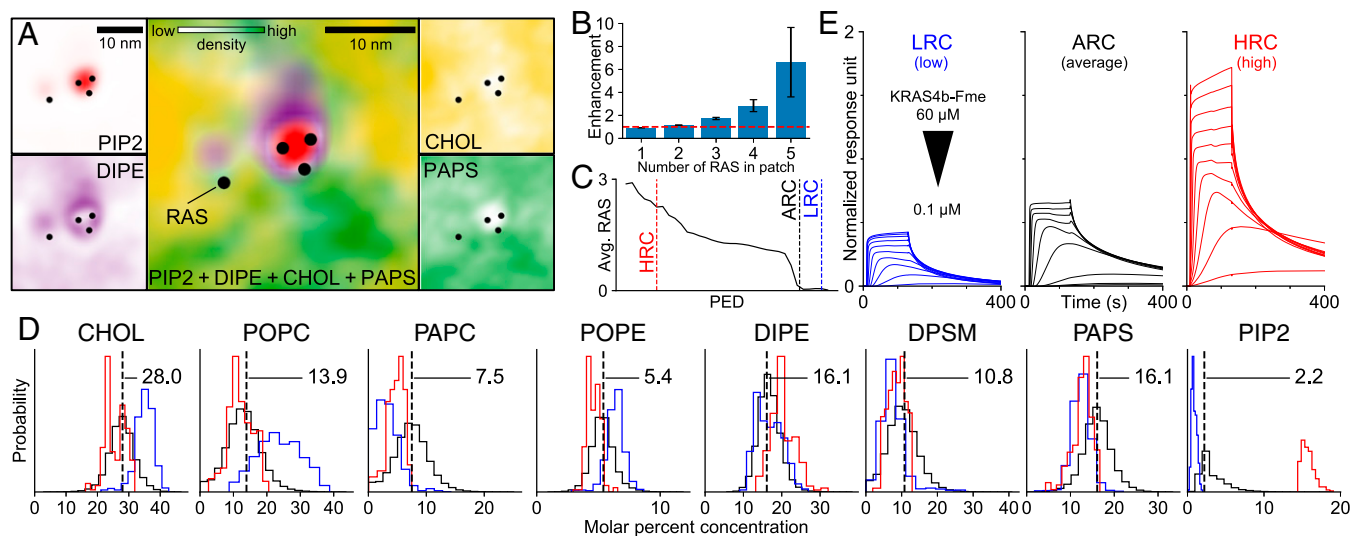 A
10 nm
PIP2
DIPE
low high
density
10 nm
RAS
PIP2 + DIPE + CHOL + PAPS
CHOL
PAPS
B
Enhancement
10
8
6
4
2
0
1 2 3 4 5
Number of RAS in patch
C
Avg. RAS
3
0
HRC
ARC
LRC
PED
E
Normalized response unit
2
1
0
LRC
(low)
KRAS4b-Fme
60 µM
0.1 µM
0 400
ARC
(average)
Time (s)
0 400
HRC
(high)
0 400
D
Probability
CHOL
28.0
0 10 20 30 40 50
POPC
13.9
0 10 20 30 40
PAPC
7.5
0 10 20
POPE
5.4
0 10
DIPE
16.1
0 10 20 30
DPSM
10.8
0 10 20 30 40
PAPS
16.1
0 10 20 30
PIP2
2.2
0 10 20
Molar percent concentration